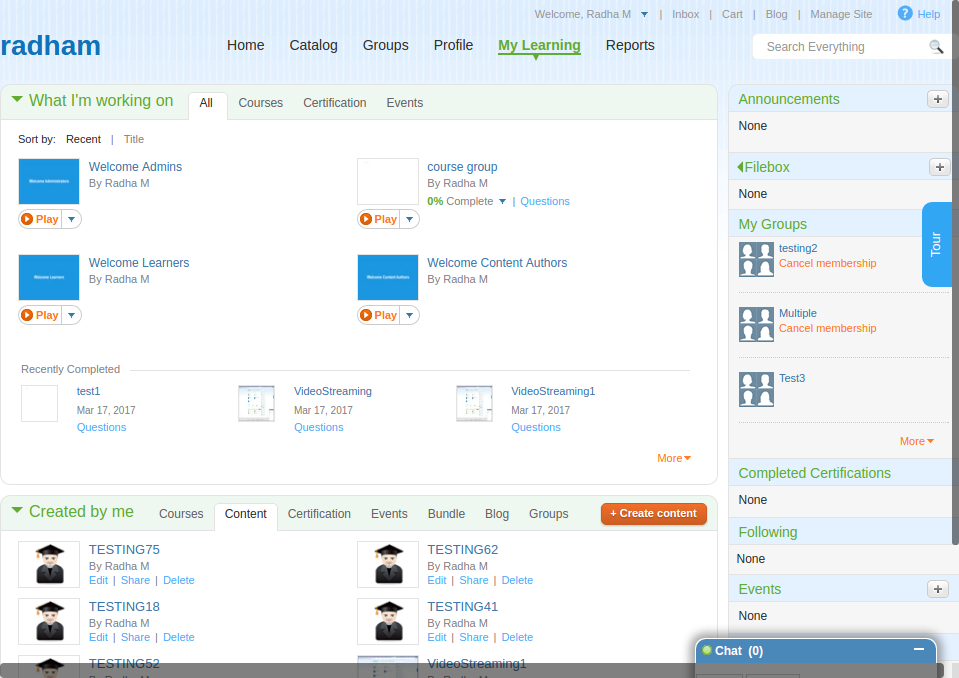 Welcome, Radha M | Inbox | Cart | Blog | Manage Site ? Help
radham
Home Catalog Groups Profile My Learning Reports
Search Everything
What I'm working on All Courses Certification Events
Sort by: Recent | Title
Welcome Administrators
Welcome Admins
By Radha M
Play
course group
By Radha M
0% Complete | Questions
Play
Welcome Learners
Welcome Learners
By Radha M
Play
Welcome Content Authors
Welcome Content Authors
By Radha M
Play
Recently Completed
test1
Mar 17, 2017
Questions
VideoStreaming
Mar 17, 2017
Questions
VideoStreaming1
Mar 17, 2017
Questions
More
Created by me Courses Content Certification Events Bundle Blog Groups + Create content
TESTING75
By Radha M
Edit | Share | Delete
TESTING62
By Radha M
Edit | Share | Delete
TESTING18
By Radha M
Edit | Share | Delete
TESTING41
By Radha M
Edit | Share | Delete
TESTING52
By Radha M
VideoStreaming1
By Radha M
Announcements +
None
Filebox +
None
My Groups
Tour
testing2
Cancel membership
Multiple
Cancel membership
Test3
More
Completed Certifications
None
Following
None
Events +
None
Chat (0)